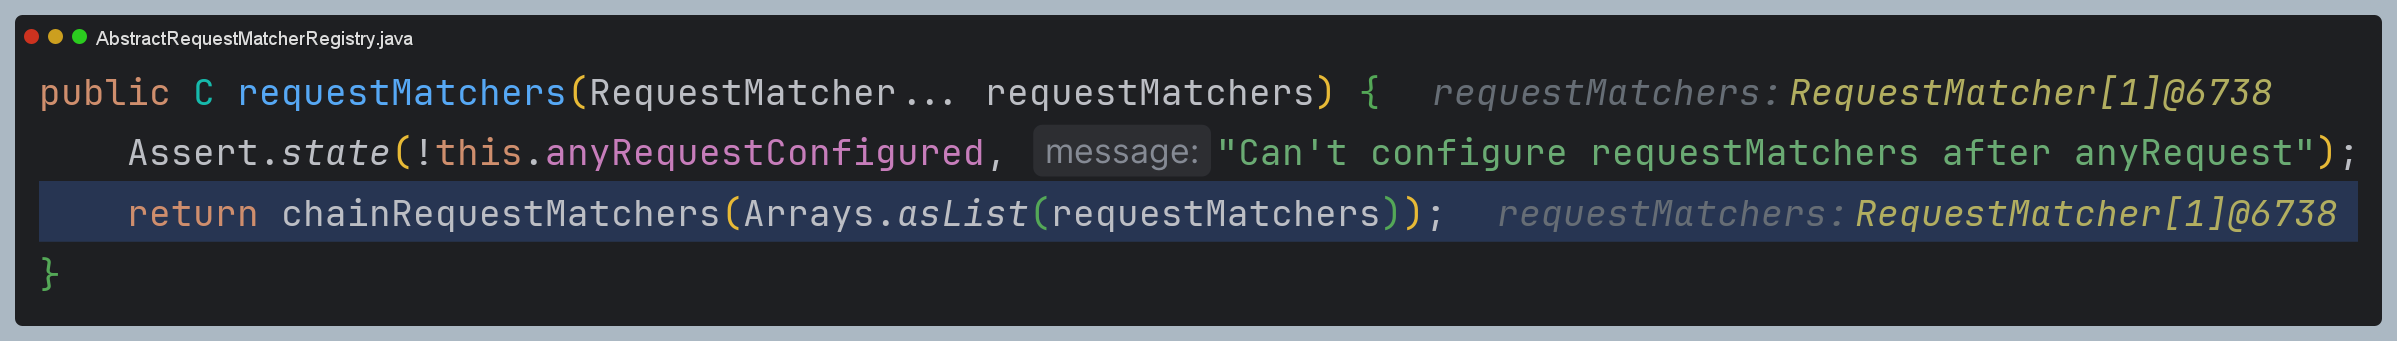 AbstractRequestMatcherRegistry.java
public C requestMatchers(RequestMatcher... requestMatchers) { requestMatchers: RequestMatcher[1]@6738
Assert.state(!this.anyRequestConfigured, message: "Can't configure requestMatchers after anyRequest");
return chainRequestMatchers(Arrays.asList(requestMatchers)); requestMatchers: RequestMatcher[1]@6738
}